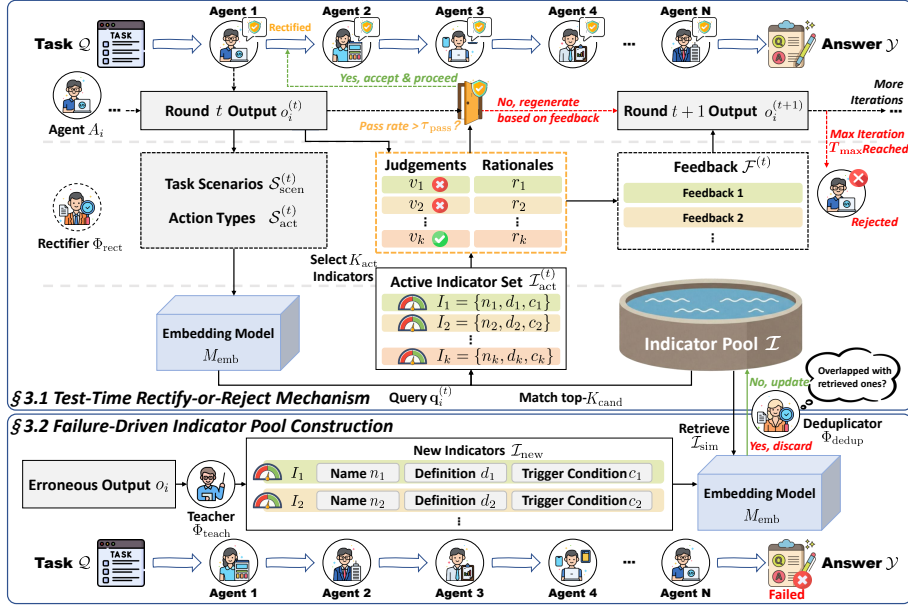 Agent 1
Agent 2
Agent 3
Agent 4
Agent N
Task Q
TASK
Rectified
...
Answer Y
Yes, accept & proceed
Agent A_i
...
Round t Output o_i^(t)
No, regenerate
based on feedback
Round t + 1 Output o_i^(t+1)
More
Iterations
...
Pass rate > τ_pass ?
Max Iteration
T_max Reached
Rejected
Rectifier Φ_rect
Task Scenarios S_scen^(t)
Action Types S_act^(t)
Judgements
Rationales
v_1
r_1
v_2
r_2
⋮
⋮
v_k
r_k
Feedback F^(t)
Feedback 1
Feedback 2
⋮
Select K_act
Indicators
Active Indicator Set I_act^(t)
I_1 = {n_1, d_1, c_1}
I_2 = {n_2, d_2, c_2}
⋮
I_k = {n_k, d_k, c_k}
Embedding Model
M_emb
Indicator Pool I
Query q_i^(t)
Match top-K_cand
§ 3.1 Test-Time Rectify-or-Reject Mechanism
No, update
Overlapped with
retrieved ones?
§ 3.2 Failure-Driven Indicator Pool Construction
Retrieve
I_sim
Yes, discard
Deduplicator
Φ_dedup
Erroneous Output o_i
Teacher
Φ_teach
New Indicators I_new
I_1
Name n_1
Definition d_1
Trigger Condition c_1
I_2
Name n_2
Definition d_2
Trigger Condition c_2
⋮
Embedding Model
M_emb
Task Q
TASK
Agent 1
Agent 2
Agent 3
Agent 4
...
Agent N
Failed
Answer Y